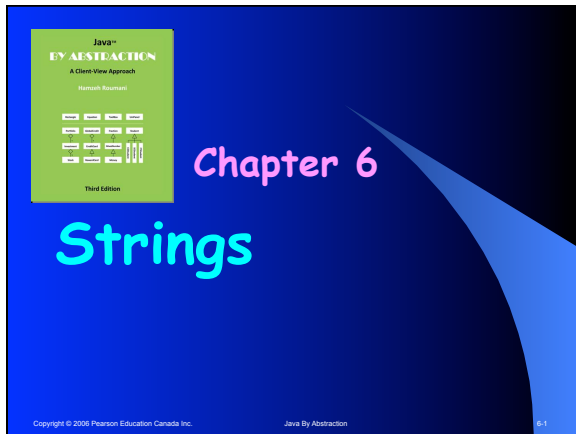 Java™
BY ABSTRACTION
A Client-View Approach
Hamzeh Roumani
Third Edition
Chapter 6
Strings
Copyright © 2006 Pearson Education Canada Inc.
Java By Abstraction
6-1